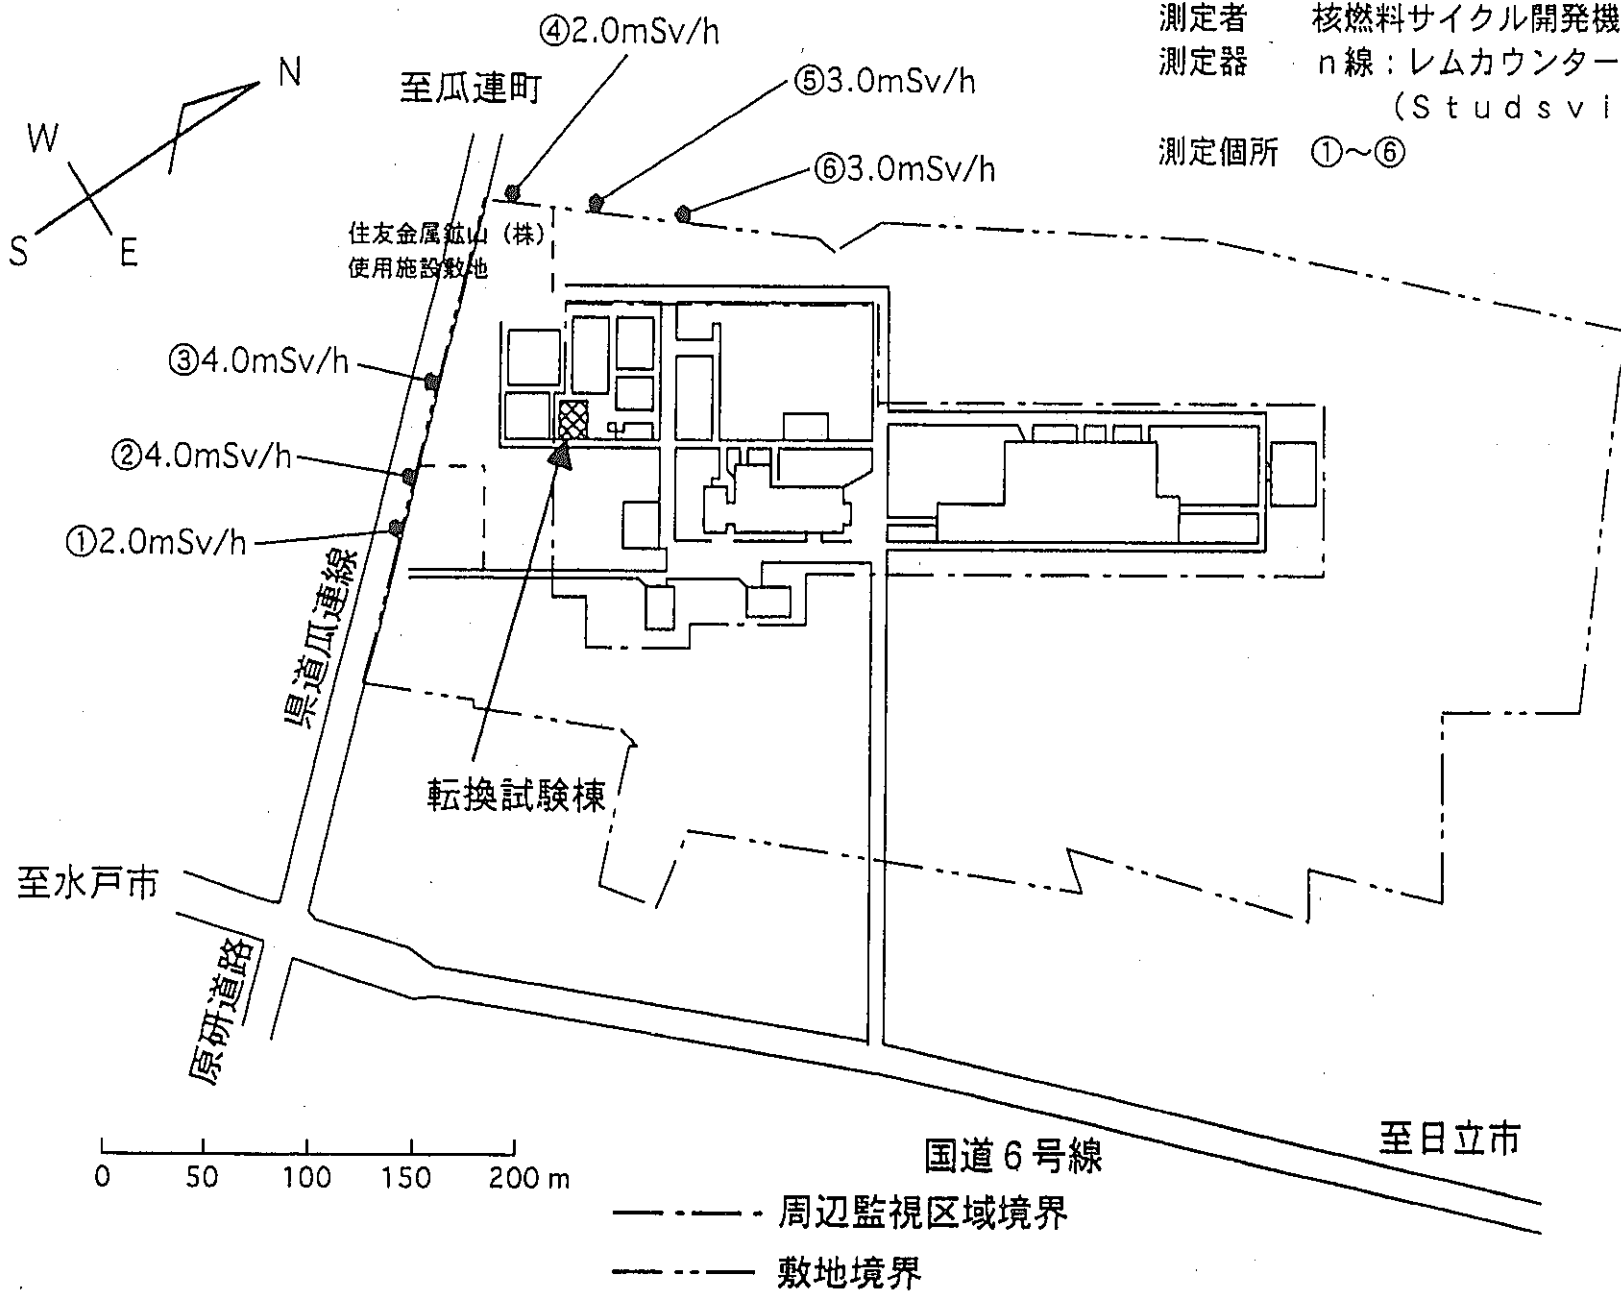 測定者 核燃料サイクル開発機
測定器 n線：レムカウンター
(Studsvi
測定個所 ①～⑥
④2.0mSv/h
⑤3.0mSv/h
⑥3.0mSv/h
至瓜連町
N
W
S
E
住友金属鉱山（株）
使用施設敷地
③4.0mSv/h
②4.0mSv/h
①2.0mSv/h
県道瓜連線
転換試験棟
至水戸市
原研道路
0 50 100 150 200 m
国道６号線
至日立市
周辺監視区域境界
敷地境界